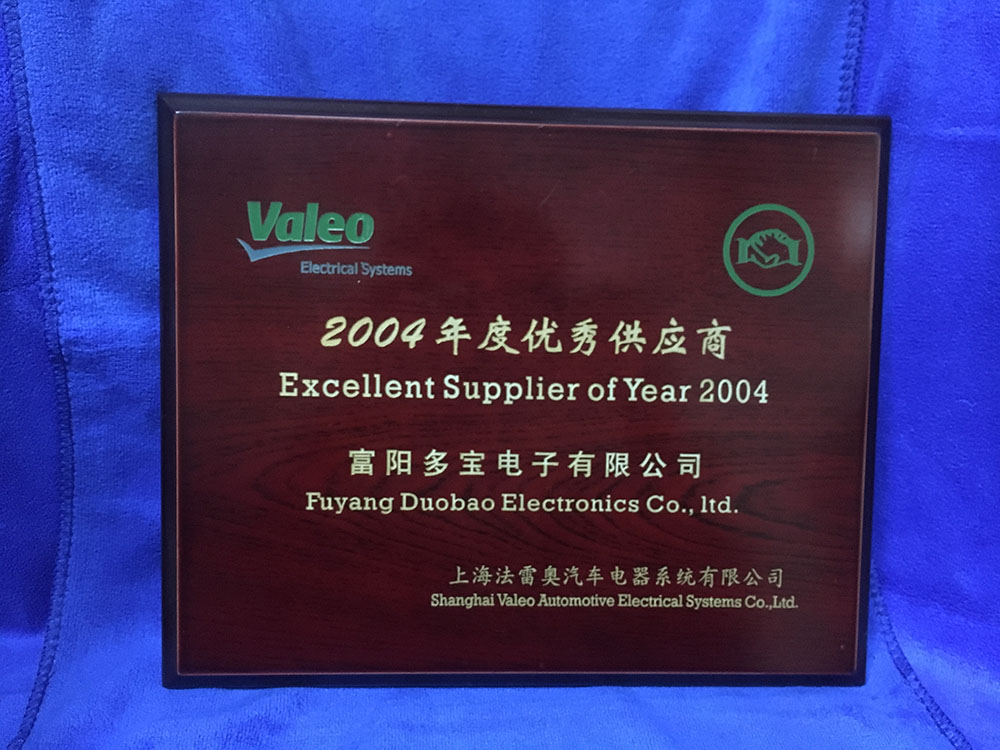 Valeo
Electrical Systems
2004年度优秀供应商
Excellent Supplier of Year 2004
富阳多宝电子有限公司
Fuyang Duobao Electronics Co., ltd.
上海法雷奥汽车电器系统有限公司
Shanghai Valeo Automotive Electrical Systems Co.,Ltd.